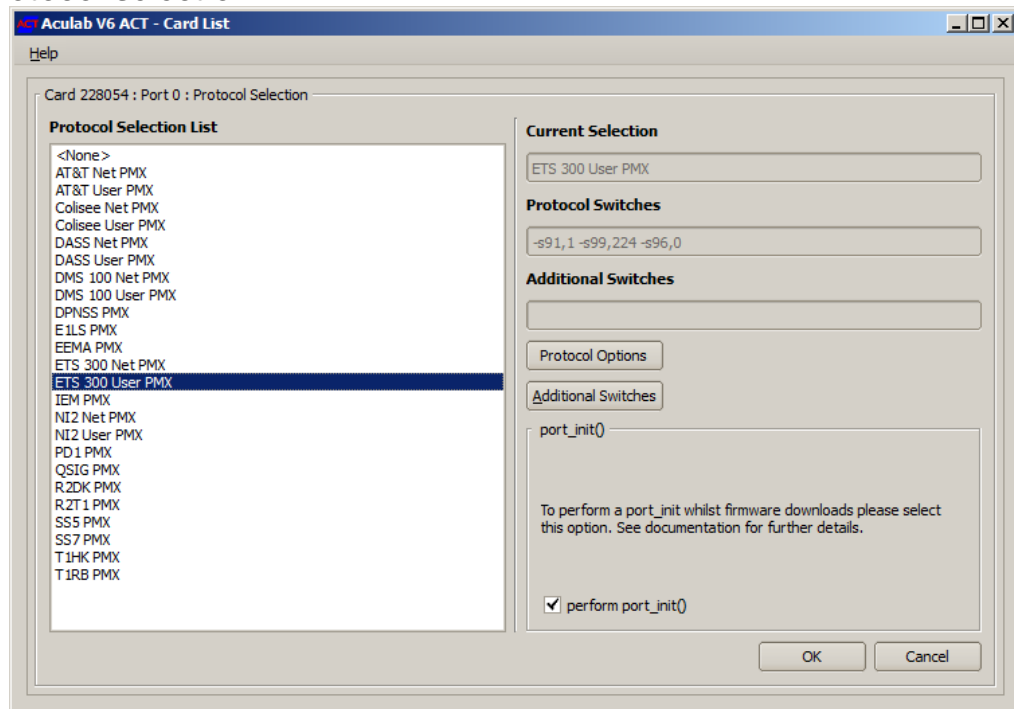 ACT Aculab V6 ACT - Card List
Help
Card 228054 : Port 0 : Protocol Selection
Protocol Selection List
<None>
AT&T Net PMX
AT&T User PMX
Colisee Net PMX
Colisee User PMX
DASS Net PMX
DASS User PMX
DMS 100 Net PMX
DMS 100 User PMX
DPNSS PMX
E1LS PMX
EEMA PMX
ETS 300 Net PMX
ETS 300 User PMX
IEM PMX
NI2 Net PMX
NI2 User PMX
PD1 PMX
QSIG PMX
R2DK PMX
R2T1 PMX
SS5 PMX
SS7 PMX
T1HK PMX
T1RB PMX
Current Selection
ETS 300 User PMX
Protocol Switches
-s91,1 -s99,224 -s96,0
Additional Switches
Protocol Options
Additional Switches
port_init()
To perform a port_init whilst firmware downloads please select
this option. See documentation for further details.
perform port_init()
OK
Cancel